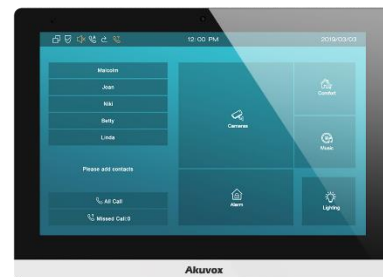 12:00 PM
2019/03/03
Malcolm
Jean
Niki
Betty
Linda
Please add contacts
All Call
Missed Call:0
Cameras
Comfort
Music
Alarm
Lighting
Akuvox